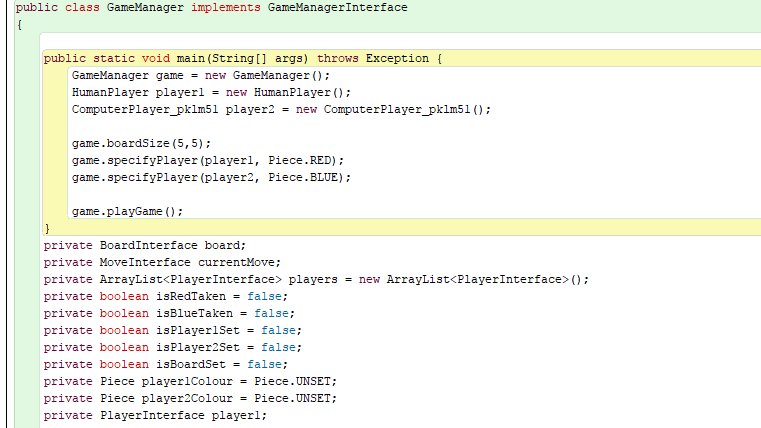 public class GameManager implements GameManagerInterface
{
public static void main(String[] args) throws Exception {
GameManager game = new GameManager();
HumanPlayer player1 = new HumanPlayer();
ComputerPlayer_pklm51 player2 = new ComputerPlayer_pklm51();
game.boardSize(5,5);
game.specifyPlayer(player1, Piece.RED);
game.specifyPlayer(player2, Piece.BLUE);
game.playGame();
}
private BoardInterface board;
private MoveInterface currentMove;
private ArrayList<PlayerInterface> players = new ArrayList<PlayerInterface>();
private boolean isRedTaken = false;
private boolean isBlueTaken = false;
private boolean isPlayer1Set = false;
private boolean isPlayer2Set = false;
private boolean isBoardSet = false;
private Piece player1Colour = Piece.UNSET;
private Piece player2Colour = Piece.UNSET;
private PlayerInterface player1;